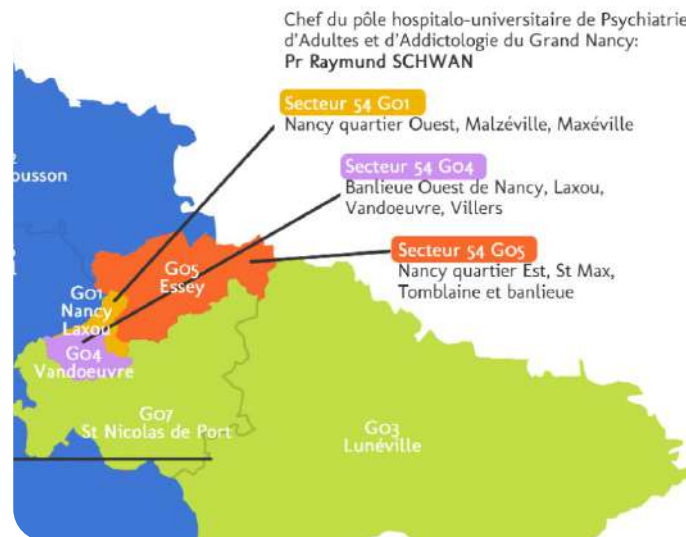 Chef du pôle hospitalo-universitaire de Psychiatrie
d'Adultes et d'Addictologie du Grand Nancy:
Pr Raymund SCHWAN
Secteur 54 G01
Nancy quartier Ouest, Malzéville, Maxéville
ousson
Secteur 54 G04
Banlieue Ouest de Nancy, Laxou,
Vandoeuvre, Villers
Secteur 54 G05
Nancy quartier Est, St Max,
Tomblaine et banlieue
G05
Essey
G01
Nancy
Laxou
G04
Vandoeuvre
G07
St Nicolas de Port
G03
Lunéville